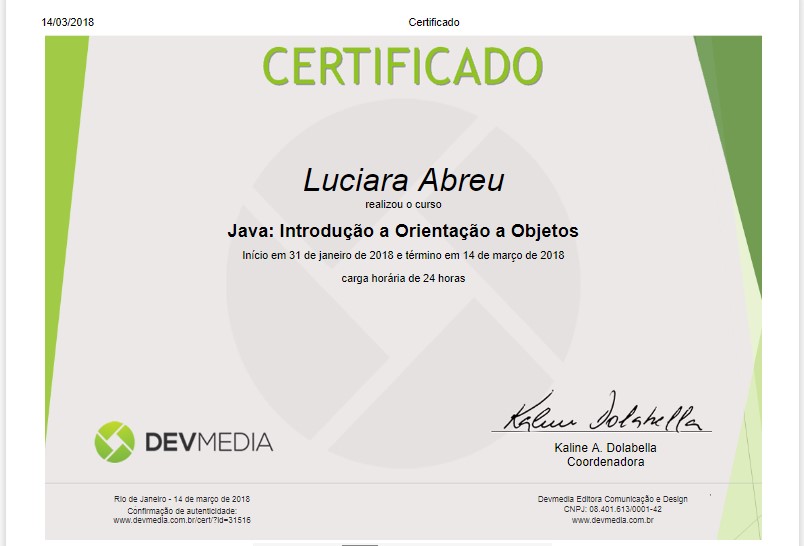 14/03/2018 Certificado
CERTIFICADO
Luciara Abreu
realizou o curso
Java: Introdução a Orientação a Objetos
Início em 31 de janeiro de 2018 e término em 14 de março de 2018
carga horária de 24 horas
Kaline Dolabella
DEVMEDIA
Kaline A. Dolabella
Coordenadora
Rio de Janeiro - 14 de março de 2018
Confirmação de autenticidade:
www.devmedia.com.br/cert/?id=31516
Devmedia Editora Comunicação e Design
CNPJ: 08.401.613/0001-42
www.devmedia.com.br